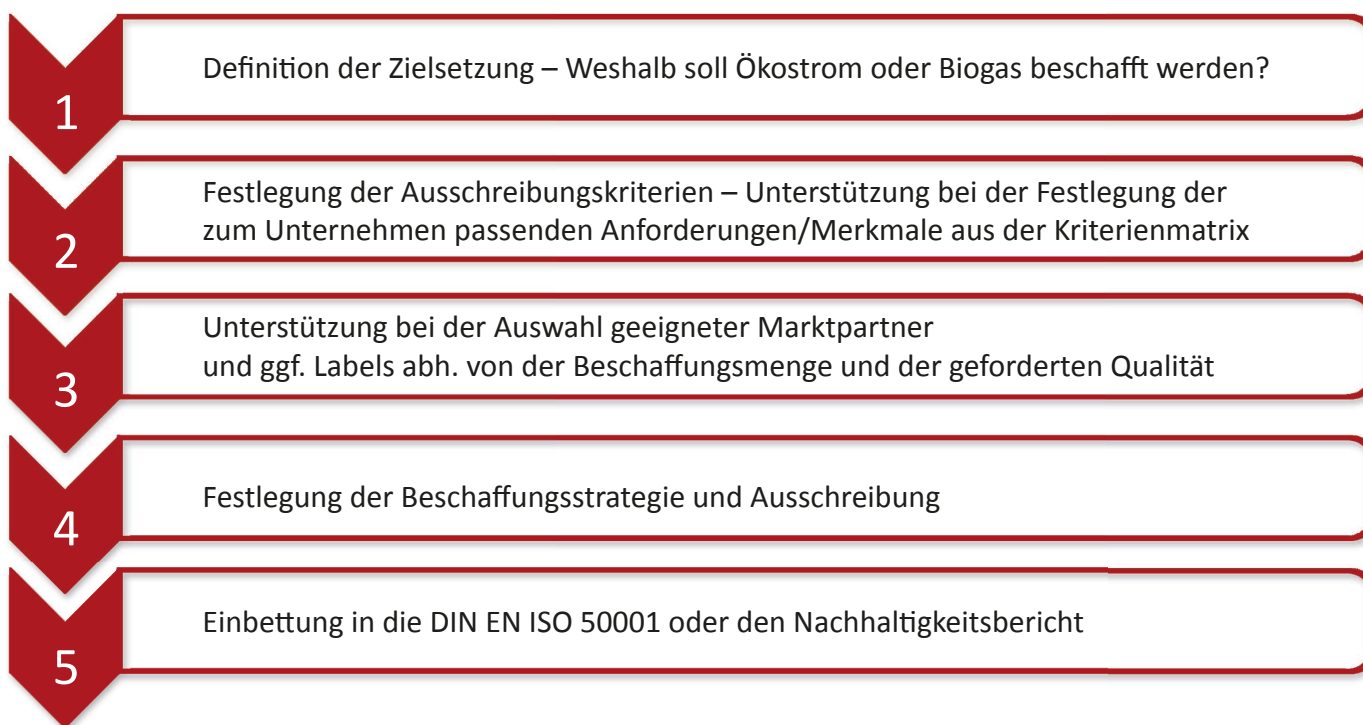 1
Definition der Zielsetzung – Weshalb soll Ökostrom oder Biogas beschafft werden?
2
Festlegung der Ausschreibungskriterien – Unterstützung bei der Festlegung der
zum Unternehmen passenden Anforderungen/Merkmale aus der Kriterienmatrix
3
Unterstützung bei der Auswahl geeigneter Marktpartner
und ggf. Labels abh. von der Beschaffungsmenge und der geforderten Qualität
4
Festlegung der Beschaffungsstrategie und Ausschreibung
5
Einbettung in die DIN EN ISO 50001 oder den Nachhaltigkeitsbericht